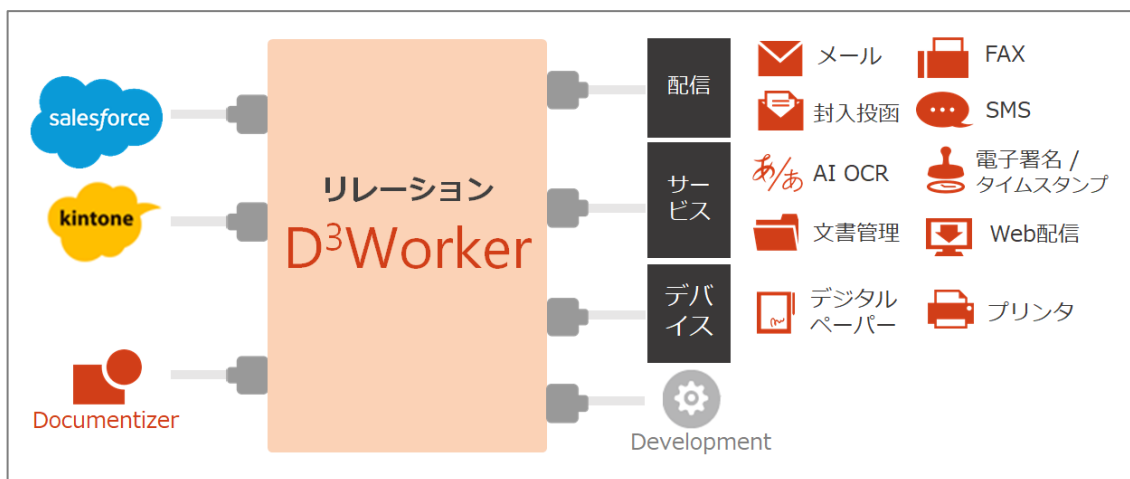 salesforce
kintone
Documentizer
リレーション
D³Worker
配信
メール
FAX
封入投函
SMS
サー
ビス
あ/あ
AI OCR
電子署名 /
タイムスタンプ
文書管理
Web配信
デバ
イス
デジタル
ペーパー
プリンタ
Development